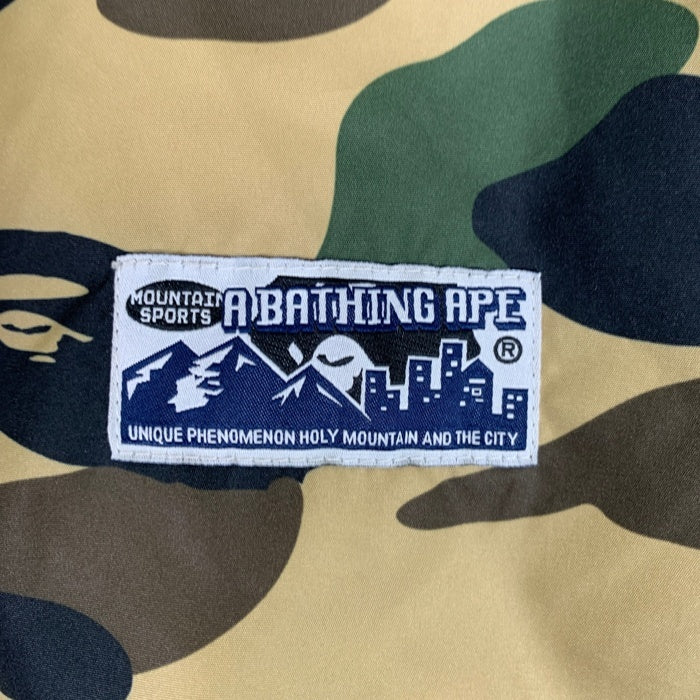 MOUNTAIN
SPORTS
A BATHING APE
®
UNIQUE PHENOMENON HOLY MOUNTAIN AND THE CITY